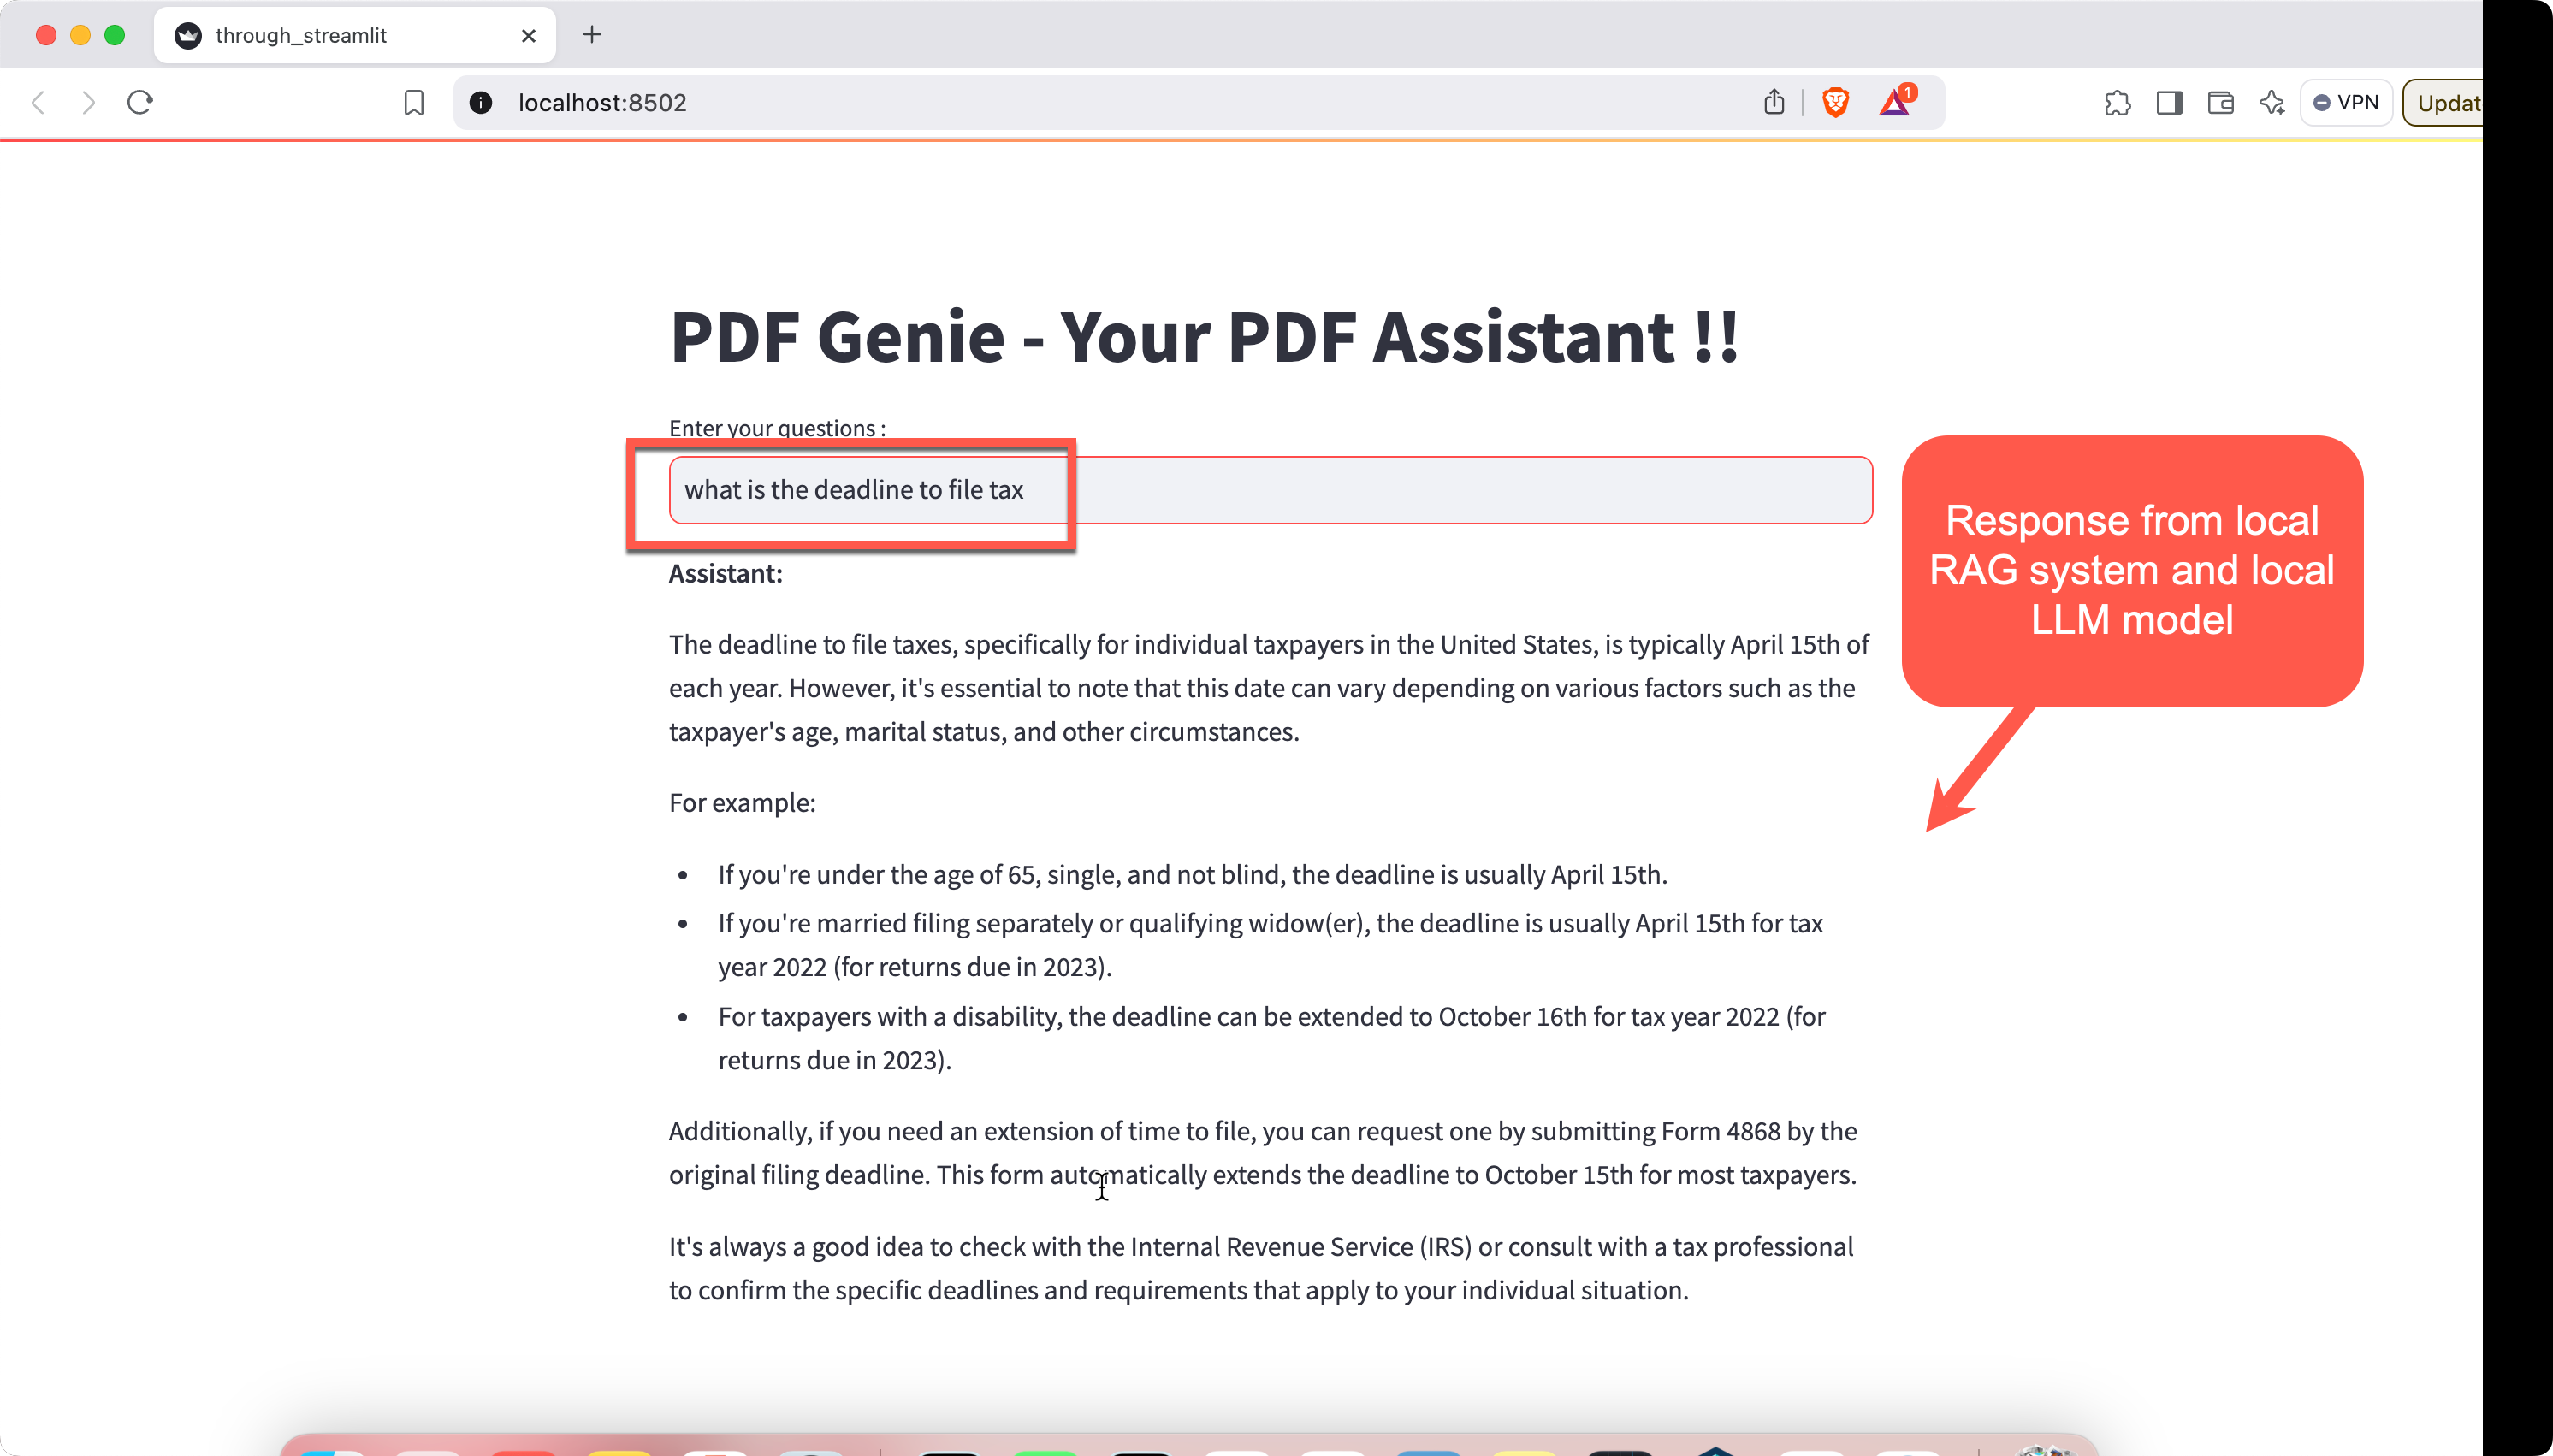 through_streamlit
localhost:8502
1
VPN
Updat
PDF Genie - Your PDF Assistant !!
Enter your questions :
what is the deadline to file tax
Response from local
RAG system and local
LLM model
Assistant:
The deadline to file taxes, specifically for individual taxpayers in the United States, is typically April 15th of
each year. However, it's essential to note that this date can vary depending on various factors such as the
taxpayer's age, marital status, and other circumstances.
For example:
• If you're under the age of 65, single, and not blind, the deadline is usually April 15th.
• If you're married filing separately or qualifying widow(er), the deadline is usually April 15th for tax
year 2022 (for returns due in 2023).
• For taxpayers with a disability, the deadline can be extended to October 16th for tax year 2022 (for
returns due in 2023).
Additionally, if you need an extension of time to file, you can request one by submitting Form 4868 by the
original filing deadline. This form automatically extends the deadline to October 15th for most taxpayers.
It's always a good idea to check with the Internal Revenue Service (IRS) or consult with a tax professional
to confirm the specific deadlines and requirements that apply to your individual situation.